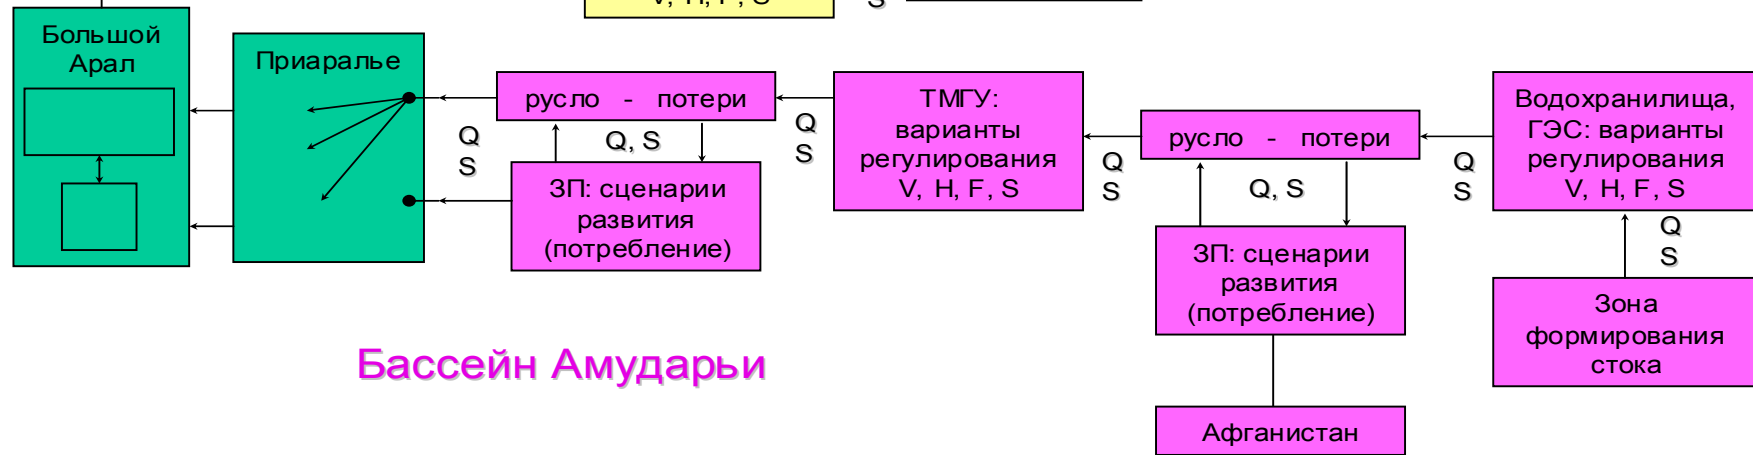 V, H, F, S
S
Большой
Арал
Приаралье
русло - потери
Q
S
Q, S
ЗП: сценарии
развития
(потребление)
Q
S
ТМГУ:
варианты
регулирования
V, H, F, S
Q
S
русло - потери
Q, S
ЗП: сценарии
развития
(потребление)
Афганистан
Q
S
Водохранилища,
ГЭС: варианты
регулирования
V, H, F, S
Q
S
Зона
формирования
стока
Бассейн Амударьи